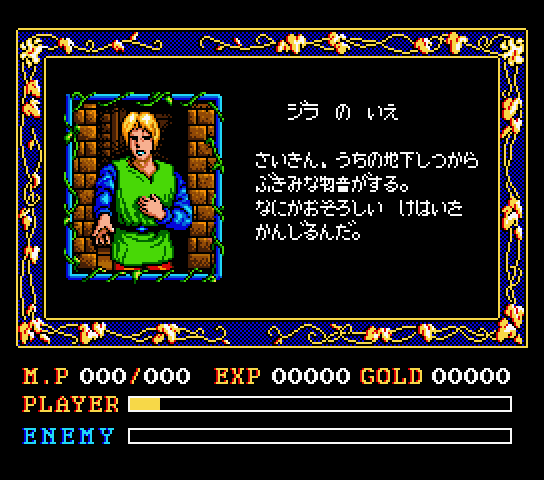 ジラ の いえ
さいきん。うちの地下しつから
ぶきみな物音がする。
なにかおそろしい けはいを
かんじるんだ。
M.P 000/000 EXP 00000 GOLD 00000
PLAYER
ENEMY